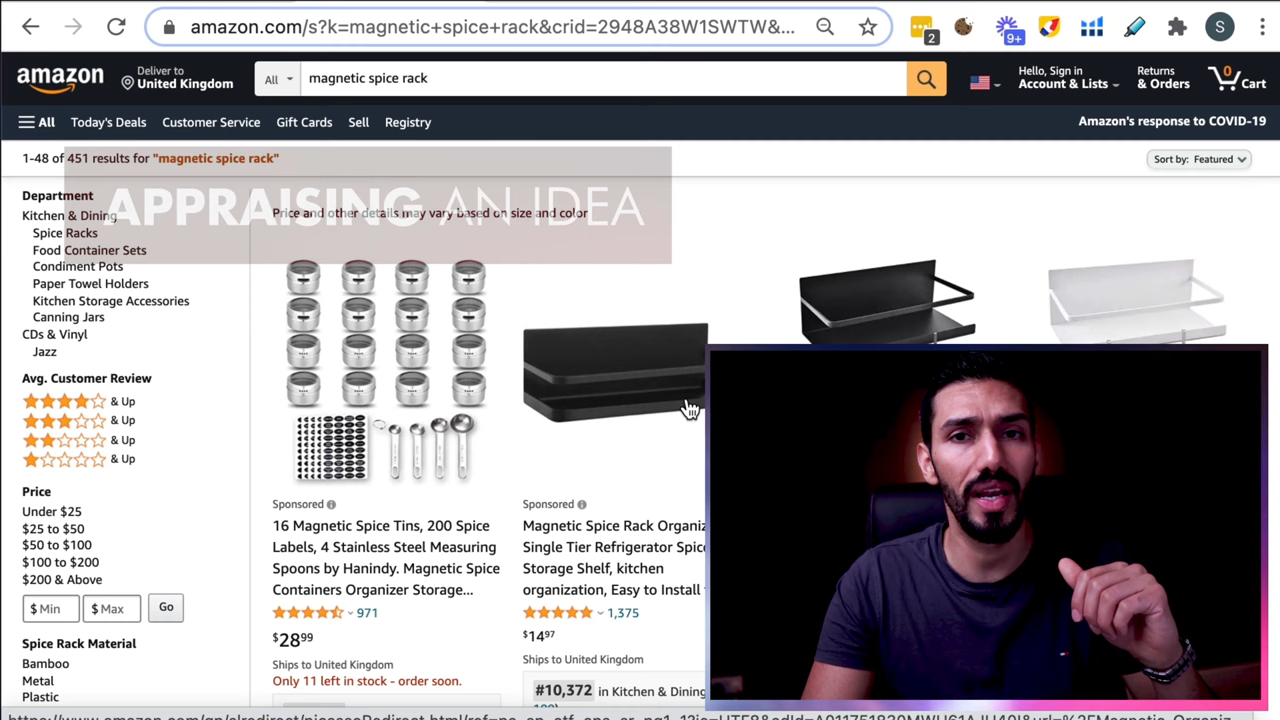 amazon.com/s?k=magnetic+spice+rack&crid=2948A38W1SWTW&...
2
9+
S
amazon
Deliver to
United Kingdom
All
magnetic spice rack
Hello, Sign in
Account & Lists
Returns
& Orders
0
Cart
All
Today's Deals
Customer Service
Gift Cards
Sell
Registry
Amazon's response to COVID-19
1-48 of 451 results for "magnetic spice rack"
Sort by: Featured
APPRAISING AN IDEA
Price and other details may vary based on size and color
Department
Kitchen & Dining
Spice Racks
Food Container Sets
Condiment Pots
Paper Towel Holders
Kitchen Storage Accessories
Canning Jars
CDs & Vinyl
Jazz
Avg. Customer Review
& Up
& Up
& Up
& Up
Price
Under $25
$25 to $50
$50 to $100
$100 to $200
$200 & Above
$ Min
$ Max
Go
Spice Rack Material
Bamboo
Metal
Plastic
Sponsored
16 Magnetic Spice Tins, 200 Spice
Labels, 4 Stainless Steel Measuring
Spoons by Hanindy. Magnetic Spice
Containers Organizer Storage...
971
$28.99
Ships to United Kingdom
Only 11 left in stock - order soon.
Sponsored
Magnetic Spice Rack Organiz
Single Tier Refrigerator Spic
Storage Shelf, kitchen
organization, Easy to Install
1,375
$14.97
Ships to United Kingdom
#10,372 in Kitchen & Dining